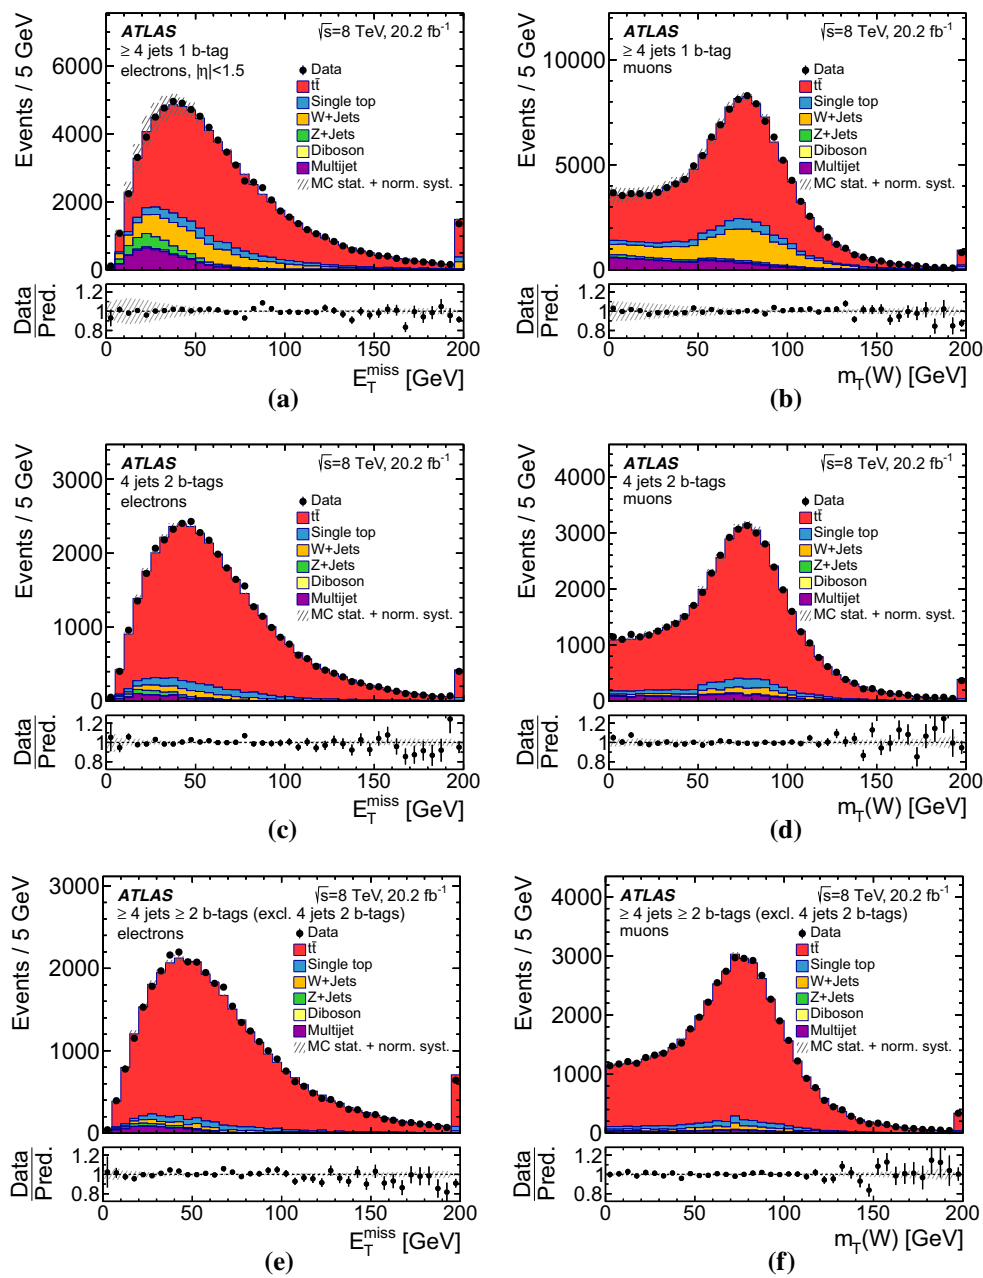 ATLAS
√s=8 TeV, 20.2 fb⁻¹
≥ 4 jets 1 b-tag
electrons, |η|<1.5
Data
tt̄
Single top
W+Jets
Z+Jets
Diboson
Multijet
MC stat. + norm. syst.
Events / 5 GeV
6000
4000
2000
0
Data
Pred.
1.2
1
0.8
0 50 100 150 200
E_T^miss [GeV]
(a)
ATLAS
√s=8 TeV, 20.2 fb⁻¹
≥ 4 jets 1 b-tag
muons
Data
tt̄
Single top
W+Jets
Z+Jets
Diboson
Multijet
MC stat. + norm. syst.
Events / 5 GeV
10000
5000
0
Data
Pred.
1.2
1
0.8
0 50 100 150 200
m_T(W) [GeV]
(b)
ATLAS
√s=8 TeV, 20.2 fb⁻¹
4 jets 2 b-tags
electrons
Data
tt̄
Single top
W+Jets
Z+Jets
Diboson
Multijet
MC stat. + norm. syst.
Events / 5 GeV
3000
2000
1000
0
Data
Pred.
1.2
1
0.8
0 50 100 150 200
E_T^miss [GeV]
(c)
ATLAS
√s=8 TeV, 20.2 fb⁻¹
4 jets 2 b-tags
muons
Data
tt̄
Single top
W+Jets
Z+Jets
Diboson
Multijet
MC stat. + norm. syst.
Events / 5 GeV
4000
3000
2000
1000
0
Data
Pred.
1.2
1
0.8
0 50 100 150 200
m_T(W) [GeV]
(d)
ATLAS
√s=8 TeV, 20.2 fb⁻¹
≥ 4 jets ≥ 2 b-tags (excl. 4 jets 2 b-tags)
electrons
Data
tt̄
Single top
W+Jets
Z+Jets
Diboson
Multijet
MC stat. + norm. syst.
Events / 5 GeV
3000
2000
1000
0
Data
Pred.
1.2
1
0.8
0 50 100 150 200
E_T^miss [GeV]
(e)
ATLAS
√s=8 TeV, 20.2 fb⁻¹
≥ 4 jets ≥ 2 b-tags (excl. 4 jets 2 b-tags)
muons
Data
tt̄
Single top
W+Jets
Z+Jets
Diboson
Multijet
MC stat. + norm. syst.
Events / 5 GeV
4000
3000
2000
1000
0
Data
Pred.
1.2
1
0.8
0 50 100 150 200
m_T(W) [GeV]
(f)